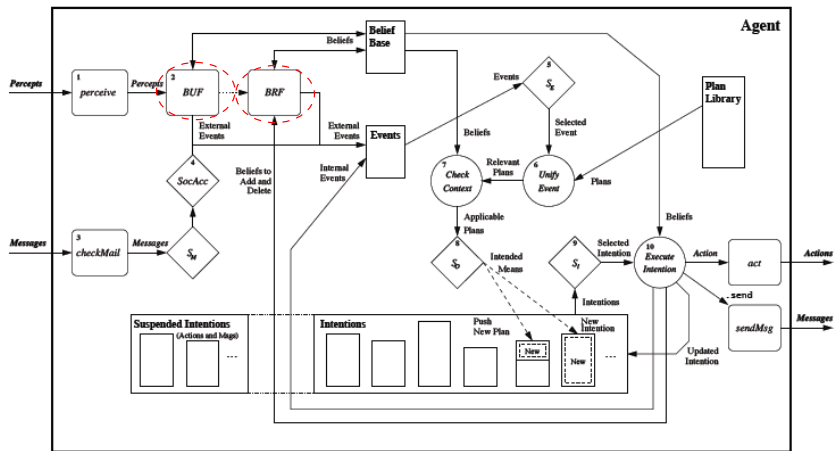 Agent
Percepts
1
perceive
Percepts
2
BUF
BRF
Beliefs
Belief
Base
Events
5
S_E
Plan
Library
External
Events
External
Events
Events
Selected
Event
Beliefs
4
SocAcc
Beliefs to
Add and
Delete
Internal
Events
7
Check
Context
Relevant
Plans
6
Unify
Event
Plans
Messages
3
checkMail
Messages
S_M
Applicable
Plans
8
S_O
Intended
Means
9
S_I
Selected
Intention
Beliefs
10
Execute
Intention
Action
act
Actions
.send
sendMsg
Messages
Intentions
Suspended Intentions
(Actions and Msgs)
...
Intentions
Push
New Plan
New
New
Intention
New
...
Updated
Intention